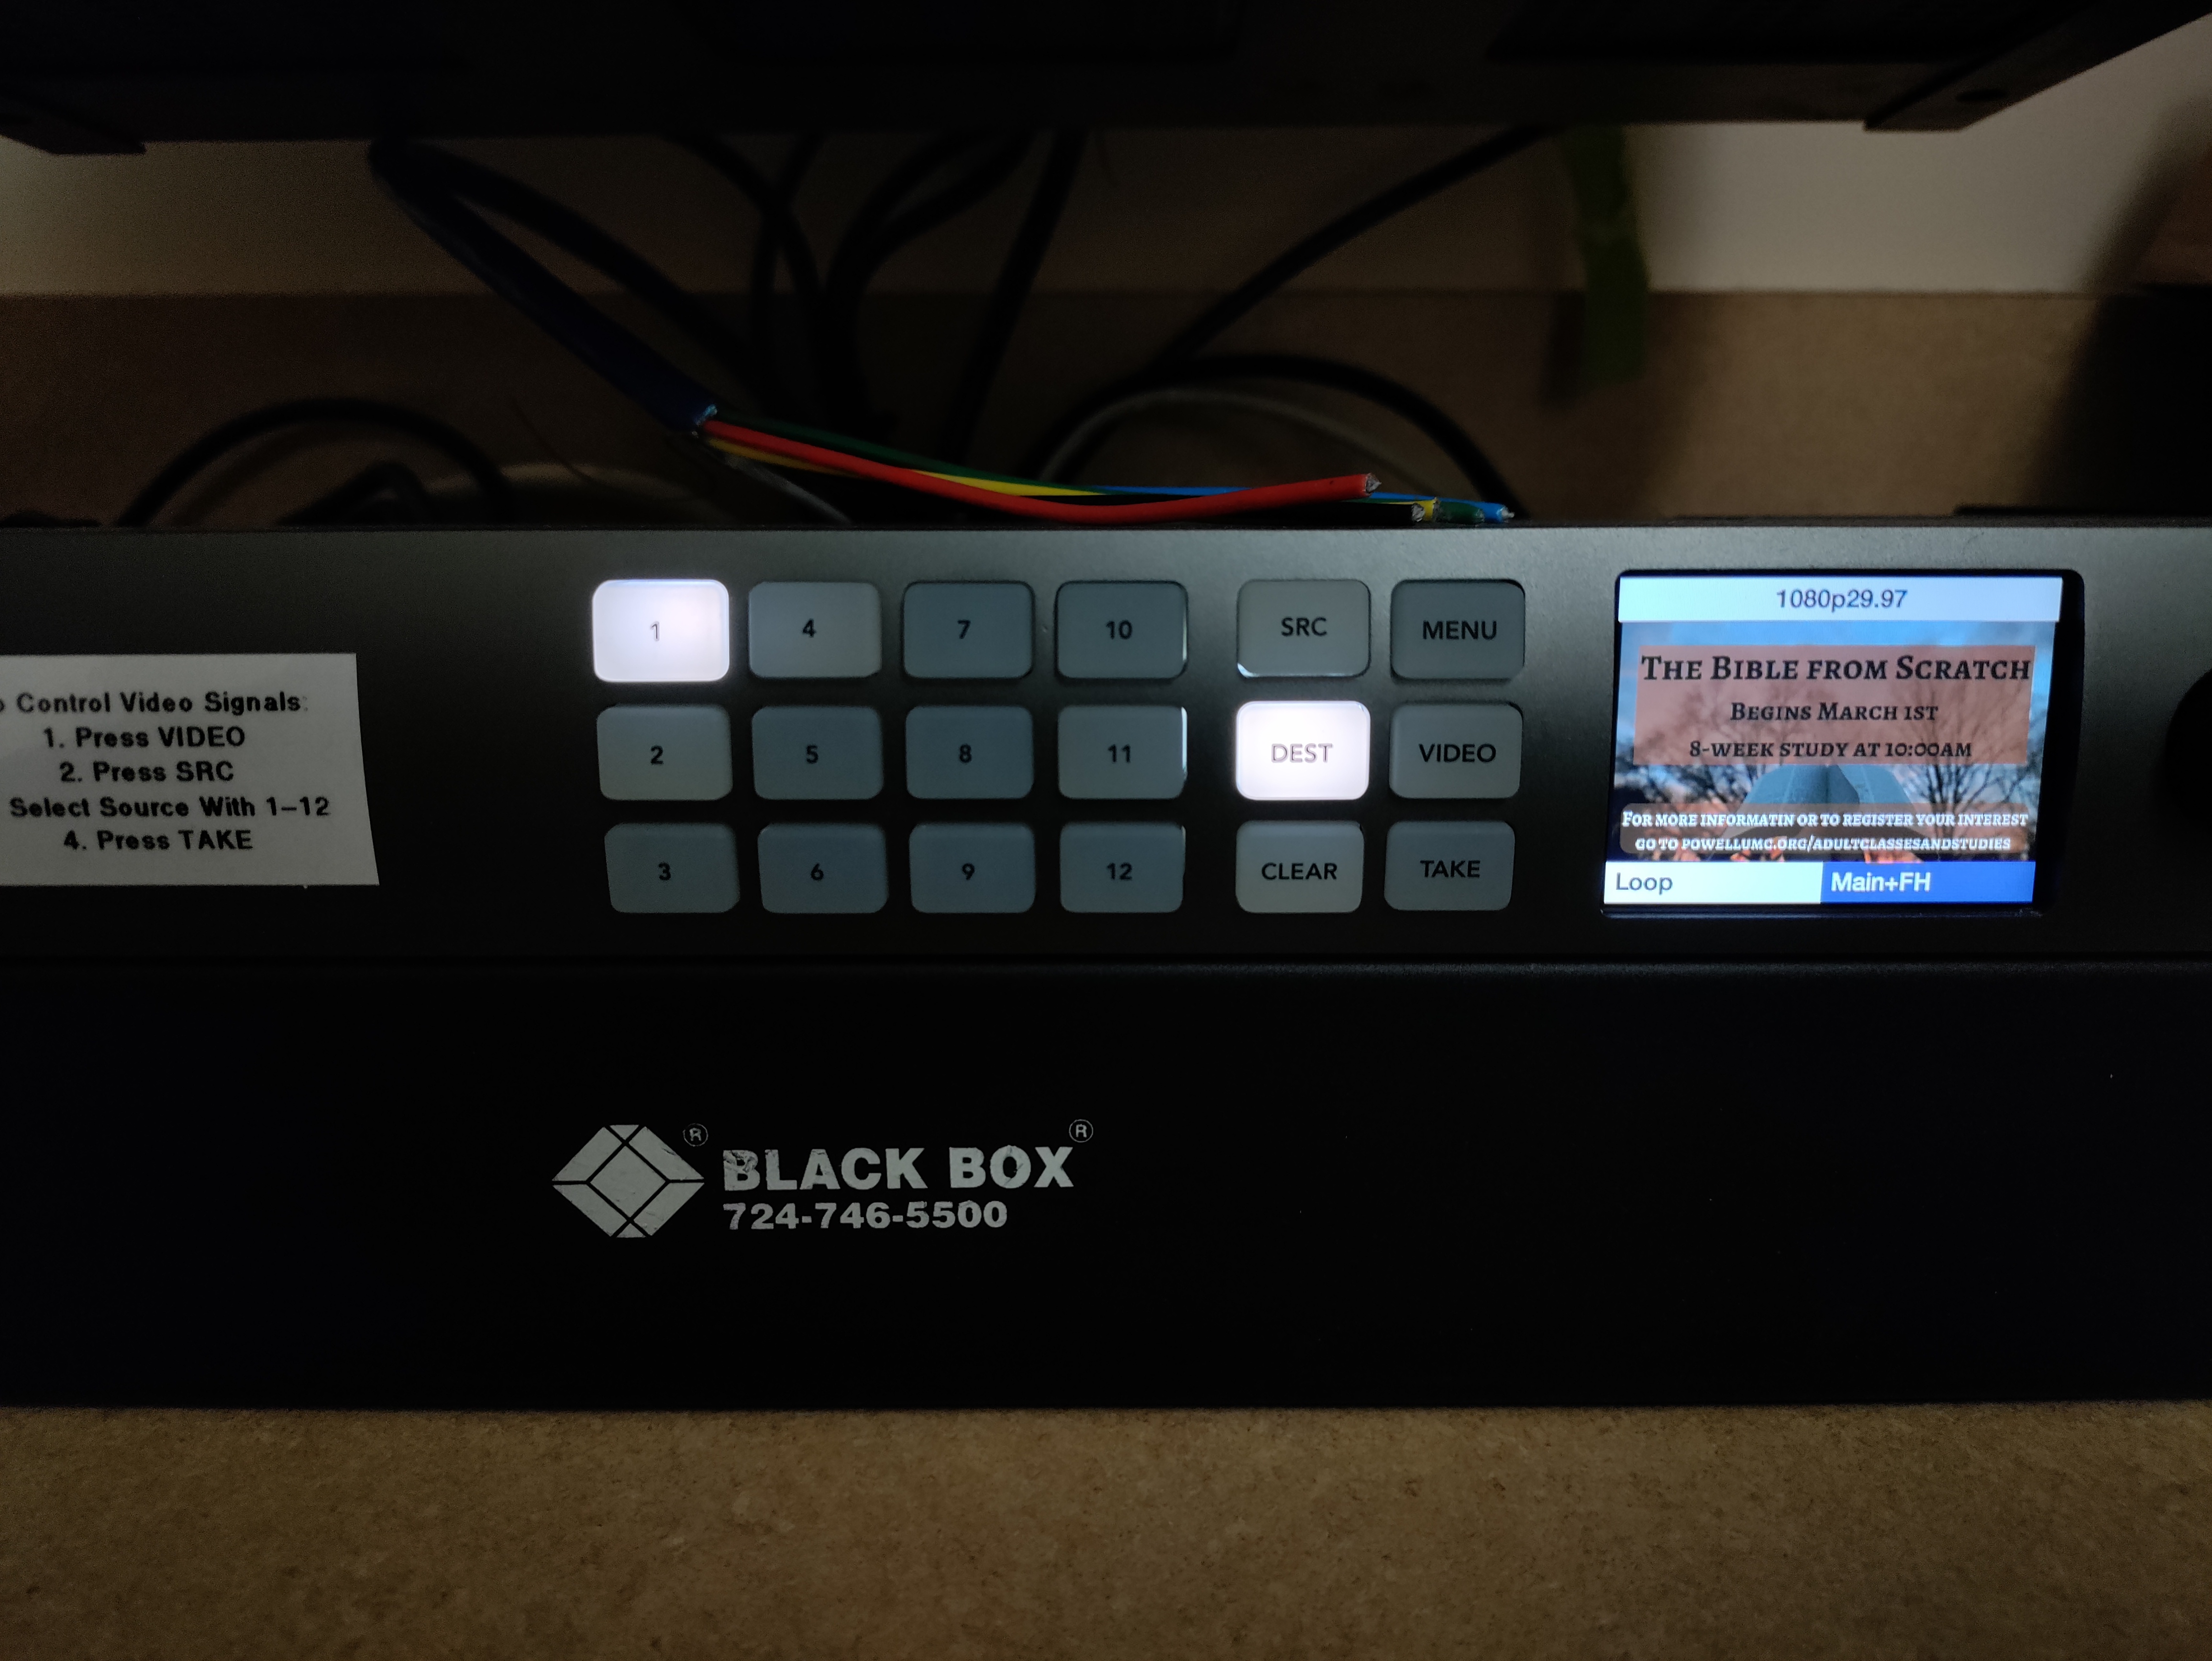 Control Video Signals:
1. Press VIDEO
2. Press SRC
Select Source With 1-12
4. Press TAKE
1 4 7 10 SRC MENU
2 5 8 11 DEST VIDEO
3 6 9 12 CLEAR TAKE
1080p29.97
THE BIBLE FROM SCRATCH
BEGINS MARCH 1ST
8-WEEK STUDY AT 10:00AM
FOR MORE INFORMATIN OR TO REGISTER YOUR INTEREST
GO TO POWELLUMC.ORG/ADULTCLASSESANDSTUDIES
Loop Main+FH
® BLACK BOX ®
724-746-5500